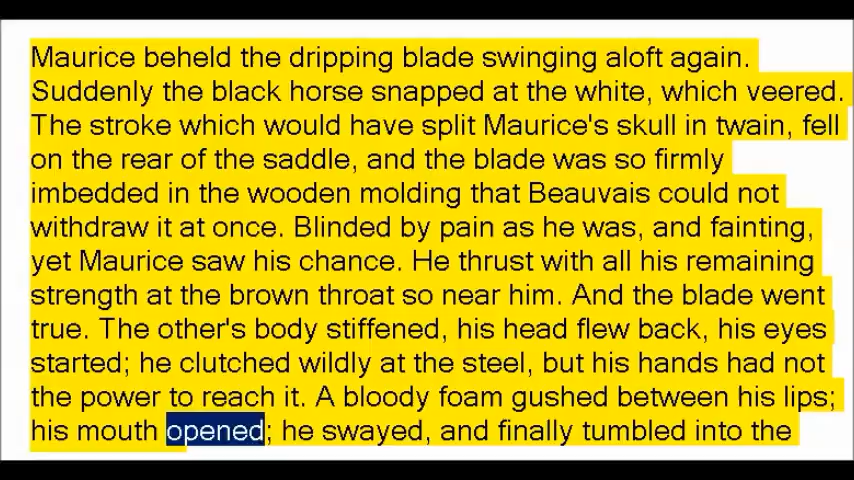 Maurice beheld the dripping blade swinging aloft again.
Suddenly the black horse snapped at the white, which veered.
The stroke which would have split Maurice's skull in twain, fell
on the rear of the saddle, and the blade was so firmly
imbedded in the wooden molding that Beauvais could not
withdraw it at once. Blinded by pain as he was, and fainting,
yet Maurice saw his chance. He thrust with all his remaining
strength at the brown throat so near him. And the blade went
true. The other's body stiffened, his head flew back, his eyes
started; he clutched wildly at the steel, but his hands had not
the power to reach it. A bloody foam gushed between his lips;
his mouth opened; he swayed, and finally tumbled into the